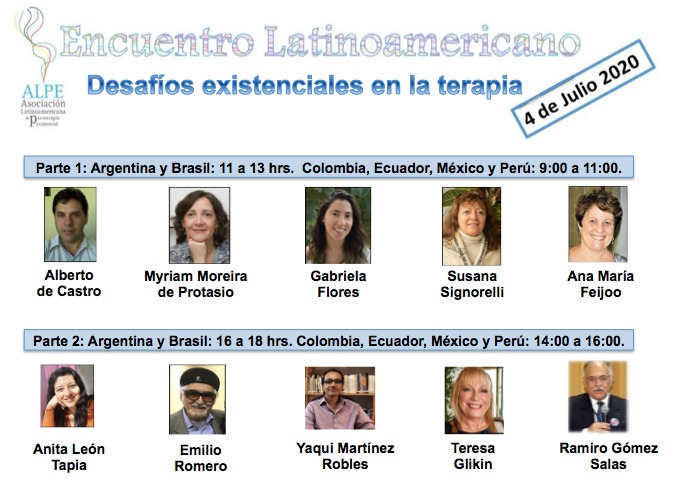 Encuentro Latinoamericano
Desafíos existenciales en la terapia
4 de Julio 2020
ALPE
Asociación
Latinoamericana
de Psicoterapia
Existencial
Parte 1: Argentina y Brasil: 11 a 13 hrs. Colombia, Ecuador, México y Perú: 9:00 a 11:00.
Alberto
de Castro
Myriam Moreira
de Protasio
Gabriela
Flores
Susana
Signorelli
Ana María
Feijoo
Parte 2: Argentina y Brasil: 16 a 18 hrs. Colombia, Ecuador, México y Perú: 14:00 a 16:00.
Anita León
Tapia
Emilio
Romero
Yaqui Martínez
Robles
Teresa
Glikin
Ramiro Gómez
Salas